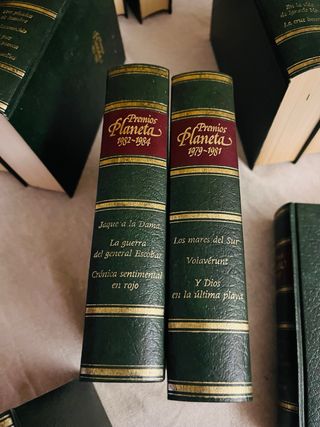 Premios
Planeta
1982-1984
Jaque a la Dama
La guerra
del general Escobar
Crónica sentimental
en rojo
Premios
Planeta
1979-1981
Los mares del Sur
Volavérunt
Y Dios
en la última playa